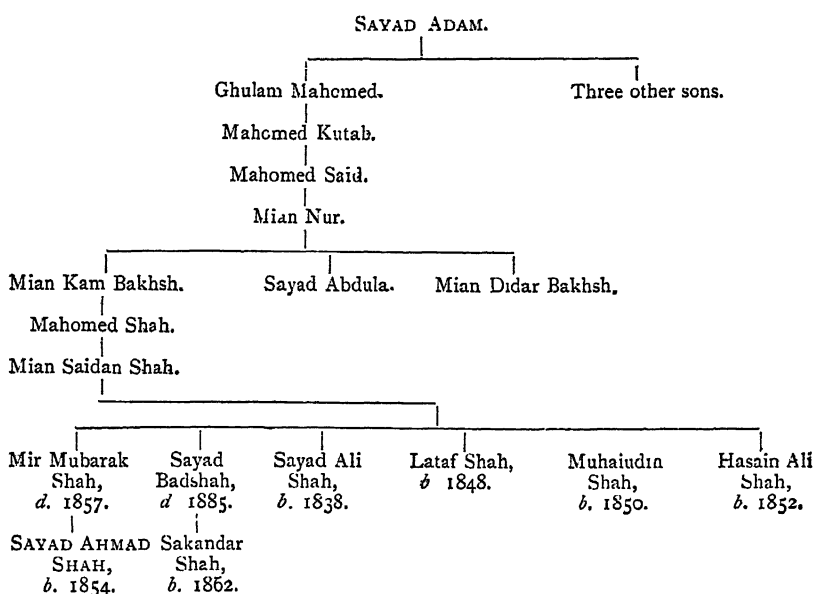 SAYAD ADAM.
Ghulam Mahomed. Three other sons.
Mahomed Kutab.
Mahomed Said.
Mian Nur.
Mian Kam Bakhsh. Sayad Abdula. Mian Didar Bakhsh.
Mahomed Shah.
Mian Saidan Shah.
Mir Mubarak Sayad Sayad Ali Lataf Shah, Muhaiudin Hasain Ali
Shah, Badshah, Shah, b 1848. Shah, Shah,
d. 1857. d 1885. b. 1838. b. 1850. b. 1852.
SAYAD AHMAD Sakandar
SHAH, Shah,
b. 1854. b. 1862.